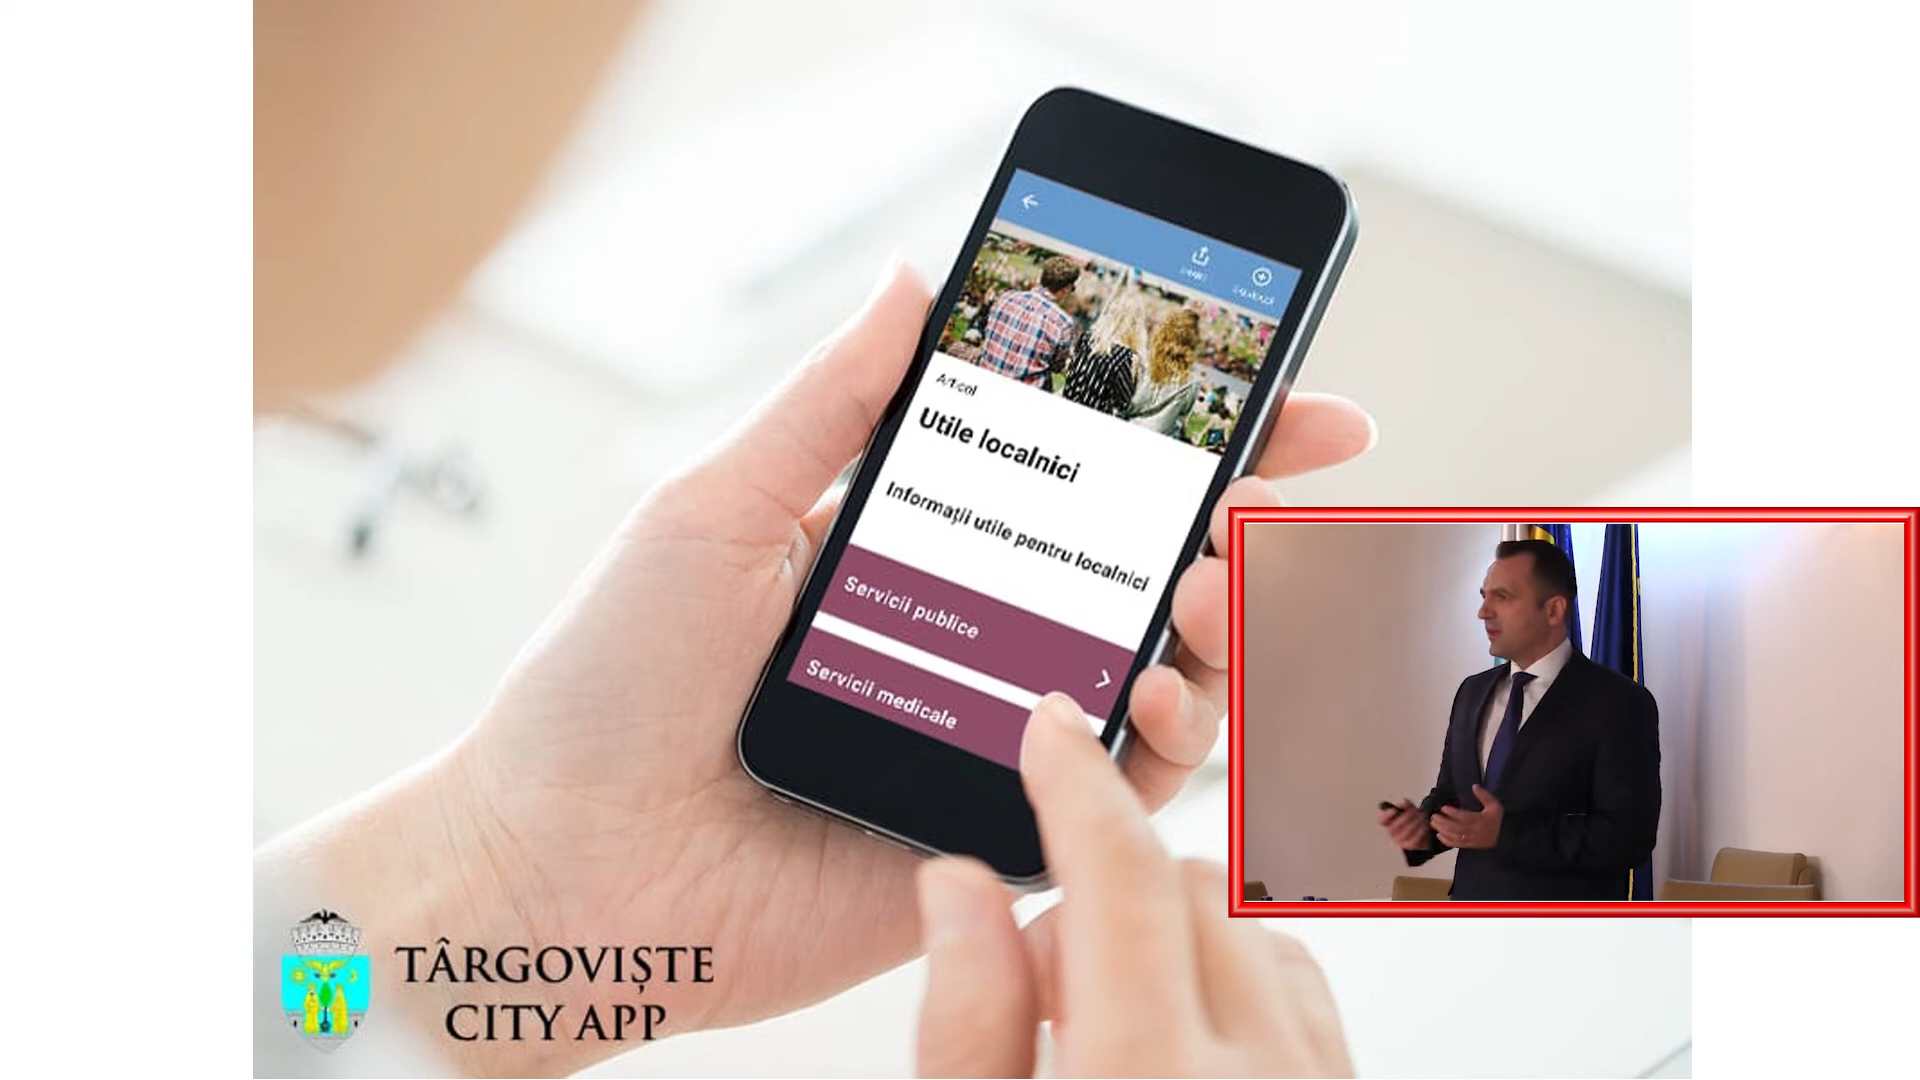 Articol
Utile localnici
Informații utile pentru localnici
Servicii publice
Servicii medicale
TÂRGOVIȘTE
CITY APP